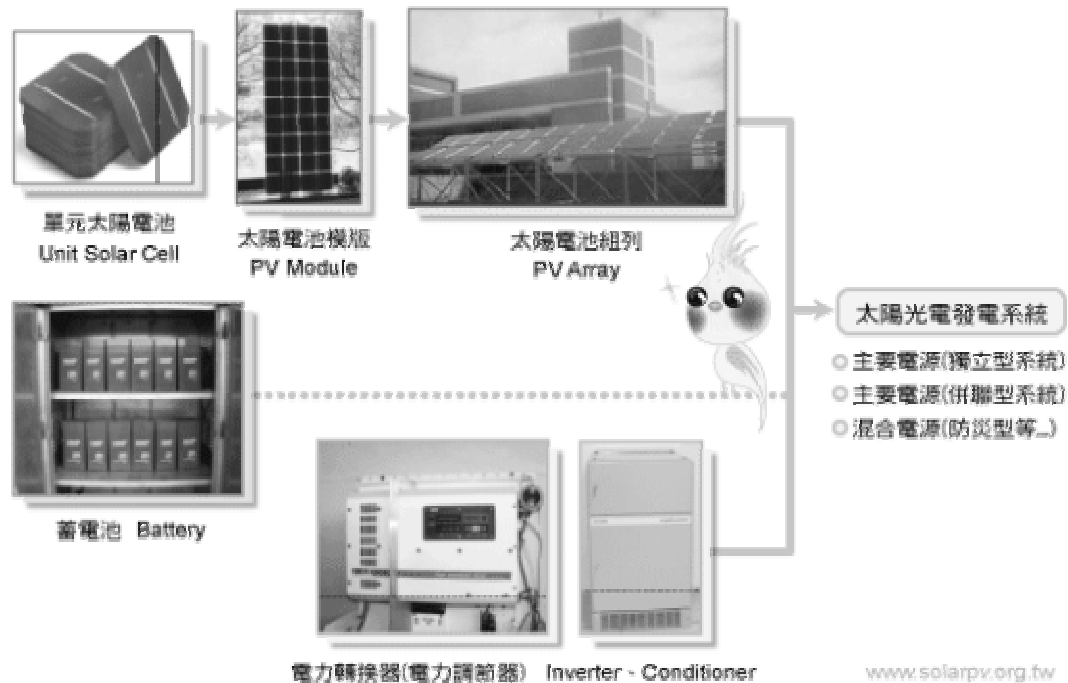 單元太陽電池
Unit Solar Cell
太陽電池模版
PV Module
太陽電池組列
PV Array
太陽光電發電系統
主要電源(獨立型系統)
主要電源(併聯型系統)
混合電源(防災型等...)
蓄電池 Battery
電力轉換器(電力調節器) Inverter、Conditioner
www.solarpv.org.tw